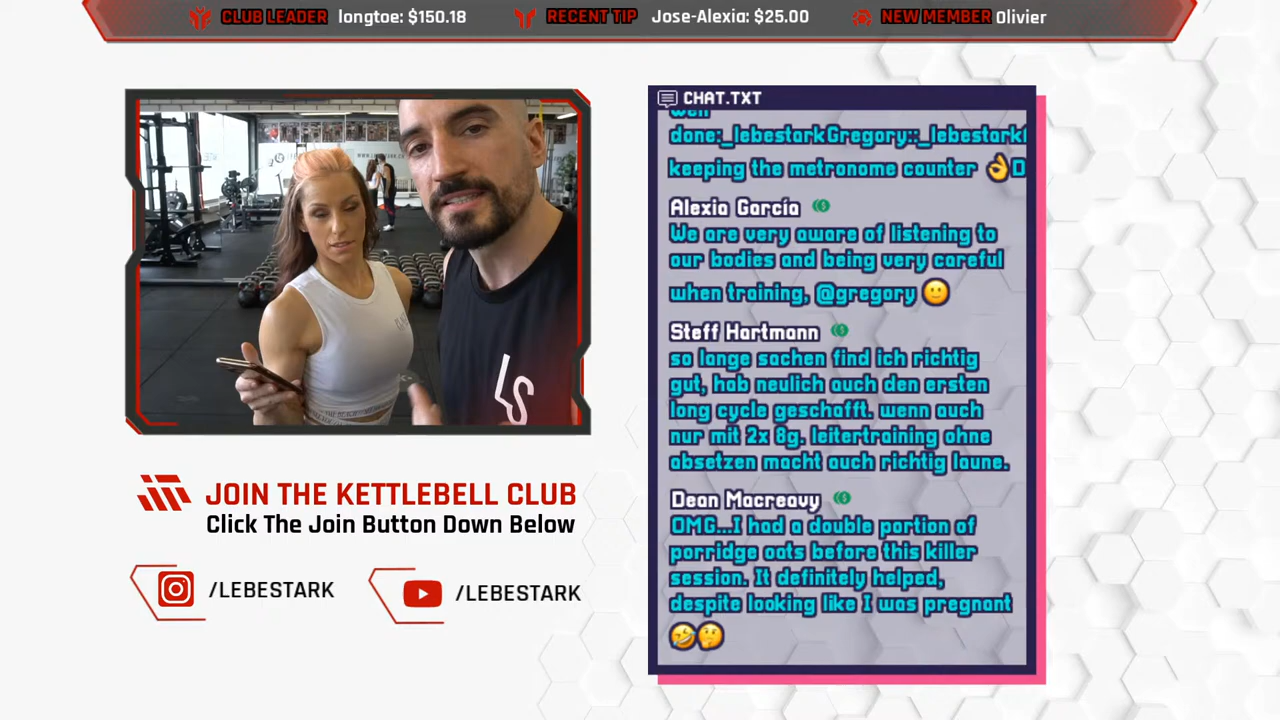 CLUB LEADER longtoe: $150.18 RECENT TIP Jose-Alexia: $25.00 NEW MEMBER Olivier
CHAT.TXT
well
done:_lebestarkGregory::_lebestark
keeping the metronome counter 👌
Alexia García
We are very aware of listening to
our bodies and being very careful
when training, @gregory 🙂
Steff Hartmann
so lange sachen find ich richtig
gut, hab neulich auch den ersten
long cycle geschafft. wenn auch
nur mit 2x 8g. leitertraining ohne
absetzen macht auch richtig laune.
Dean Macreavy
OMG...I had a double portion of
porridge oats before this killer
session. It definitely helped,
despite looking like I was pregnant
🤣🤔
LS
JOIN THE KETTLEBELL CLUB
Click The Join Button Down Below
/LEBESTARK
/LEBESTARK